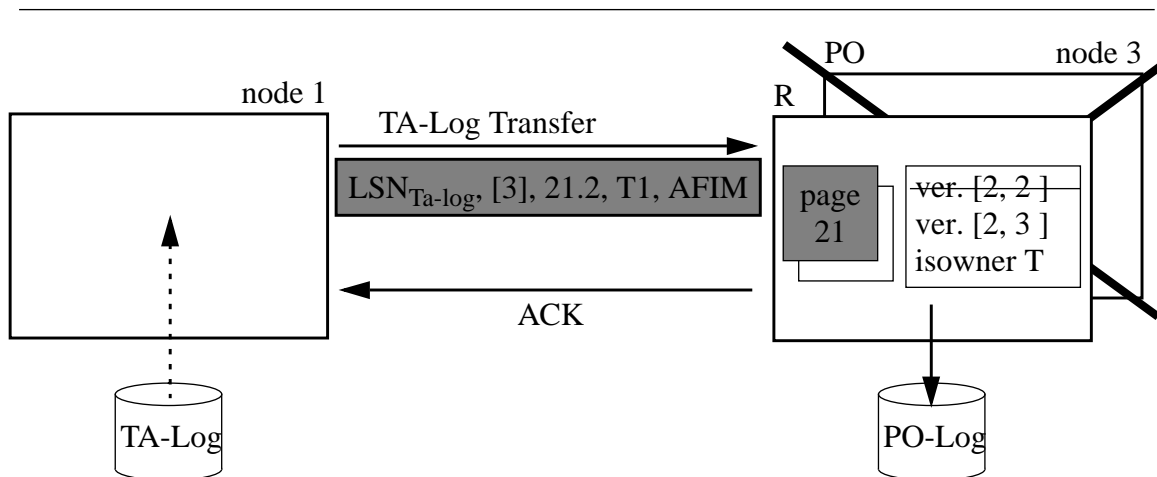 PO
node 3
node 1
R
TA-Log Transfer
LSN_Ta-log, [3], 21.2, T1, AFIM
page
21
ver. [2, 2 ]
ver. [2, 3 ]
isowner T
ACK
TA-Log
PO-Log